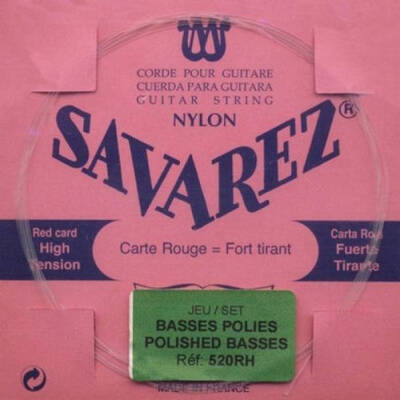 CORDE POUR GUITARE
CUERDA PARA GUITARA
GUITAR STRING
NYLON
SAVAREZ®
Red card
High
Tension
Carte Rouge = Fort tirant
Carta Roja
Fuerte
Tirante
JEU / SET
BASSES POLIES
POLISHED BASSES
Réf: 520RH
MADE IN FRANCE